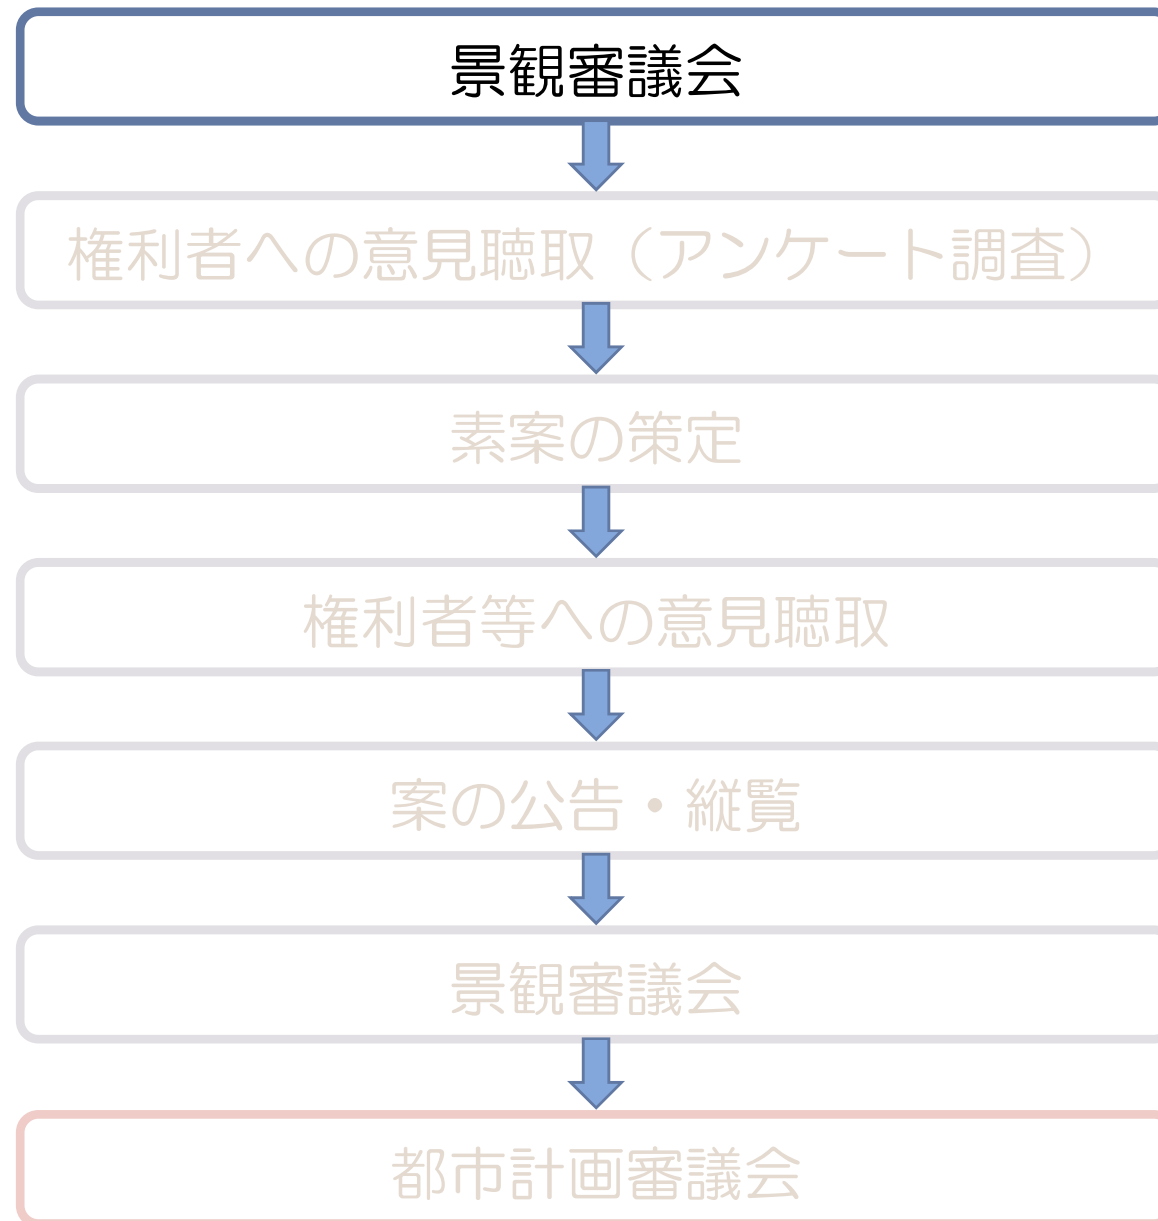 景観審議会
権利者への意見聴取（アンケート調査）
素案の策定
権利者等への意見聴取
案の公告・縦覧
景観審議会
都市計画審議会